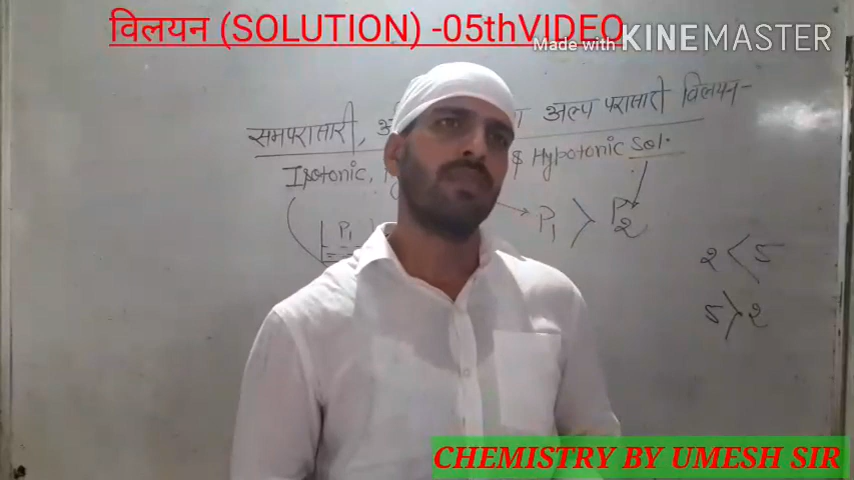 विलयन (SOLUTION) -05thVIDEO
Made with KINEMASTER
समपरासारी, अल्प परासारी विलयन-
Isotonic, & Hypotonic Sol.
P1 P1 > P2
2 < 5
5 > 2
CHEMISTRY BY UMESH SIR